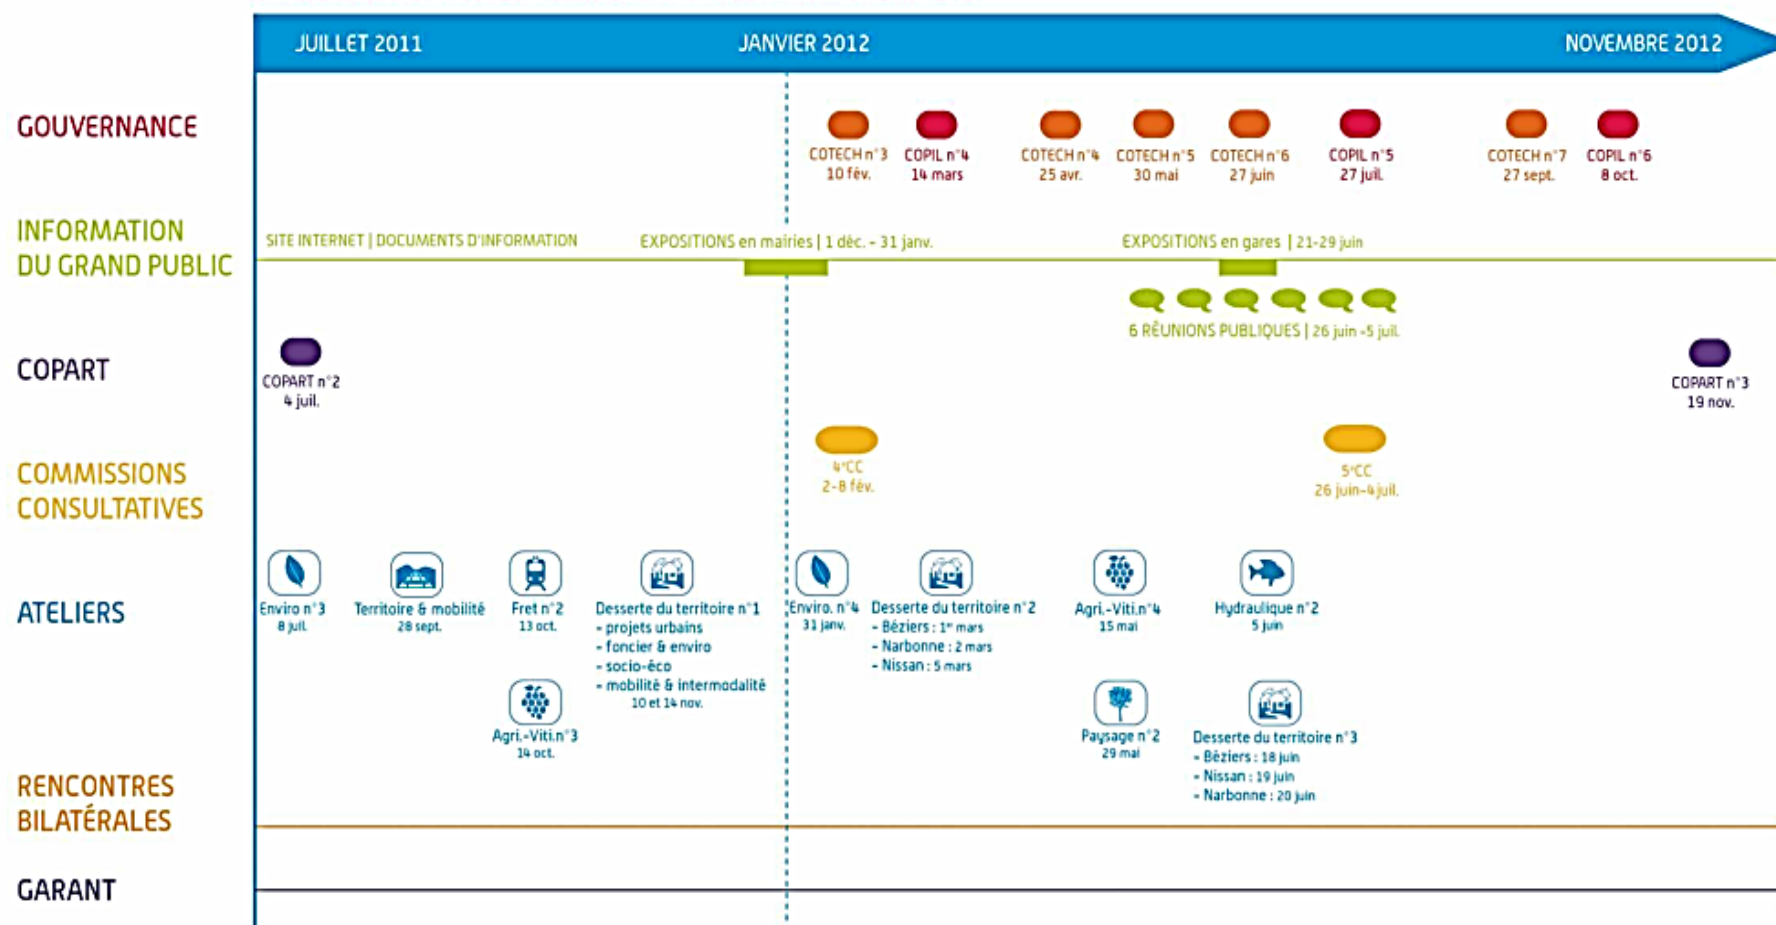 JUILLET 2011
JANVIER 2012
NOVEMBRE 2012
GOUVERNANCE
COTECH n°3
10 fév.
COPIL n°4
14 mars
COTECH n°4
25 avr.
COTECH n°5
30 mai
COTECH n°6
27 juin
COPIL n°5
27 juil.
COTECH n°7
27 sept.
COPIL n°6
8 oct.
INFORMATION
DU GRAND PUBLIC
SITE INTERNET | DOCUMENTS D'INFORMATION
EXPOSITIONS en mairies | 1 déc. - 31 janv.
EXPOSITIONS en gares | 21-29 juin
6 RÉUNIONS PUBLIQUES | 26 juin -5 juil.
COPART
COPART n°2
4 juil.
COPART n°3
19 nov.
COMMISSIONS
CONSULTATIVES
4°CC
2-8 fév.
5°CC
26 juin-4 juil.
ATELIERS
Enviro n°3
8 juil.
Territoire & mobilité
28 sept.
Fret n°2
13 oct.
Desserte du territoire n°1
- projets urbains
- foncier & enviro
- socio-éco
- mobilité & intermodalité
10 et 14 nov.
Enviro. n°4
31 janv.
Desserte du territoire n°2
- Béziers : 1er mars
- Narbonne : 2 mars
- Nissan : 5 mars
Agri.-Viti.n°4
15 mai
Hydraulique n°2
5 juin
Agri.-Viti.n°3
14 oct.
Paysage n°2
29 mai
Desserte du territoire n°3
- Béziers : 18 juin
- Nissan : 19 juin
- Narbonne : 20 juin
RENCONTRES
BILATÉRALES
GARANT